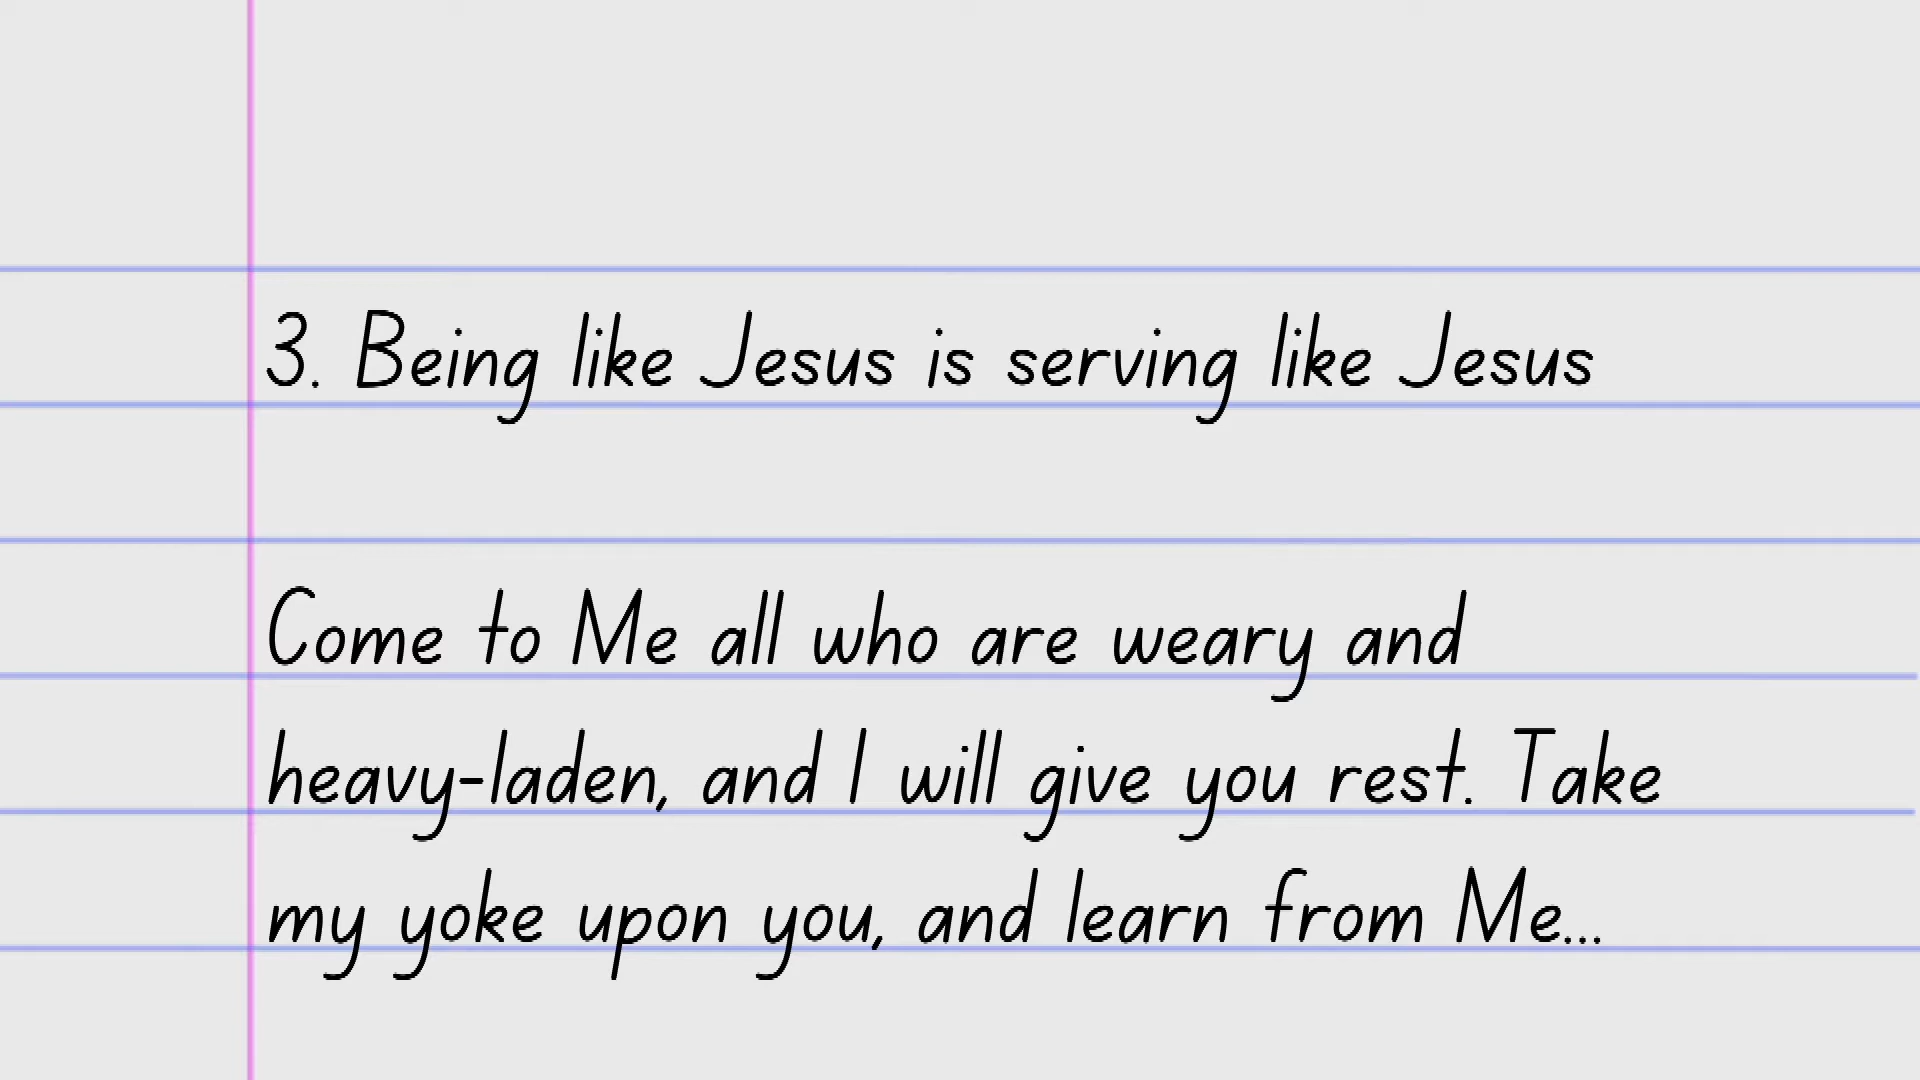 3. Being like Jesus is serving like Jesus
Come to Me all who are weary and
heavy-laden, and I will give you rest. Take
my yoke upon you, and learn from Me...